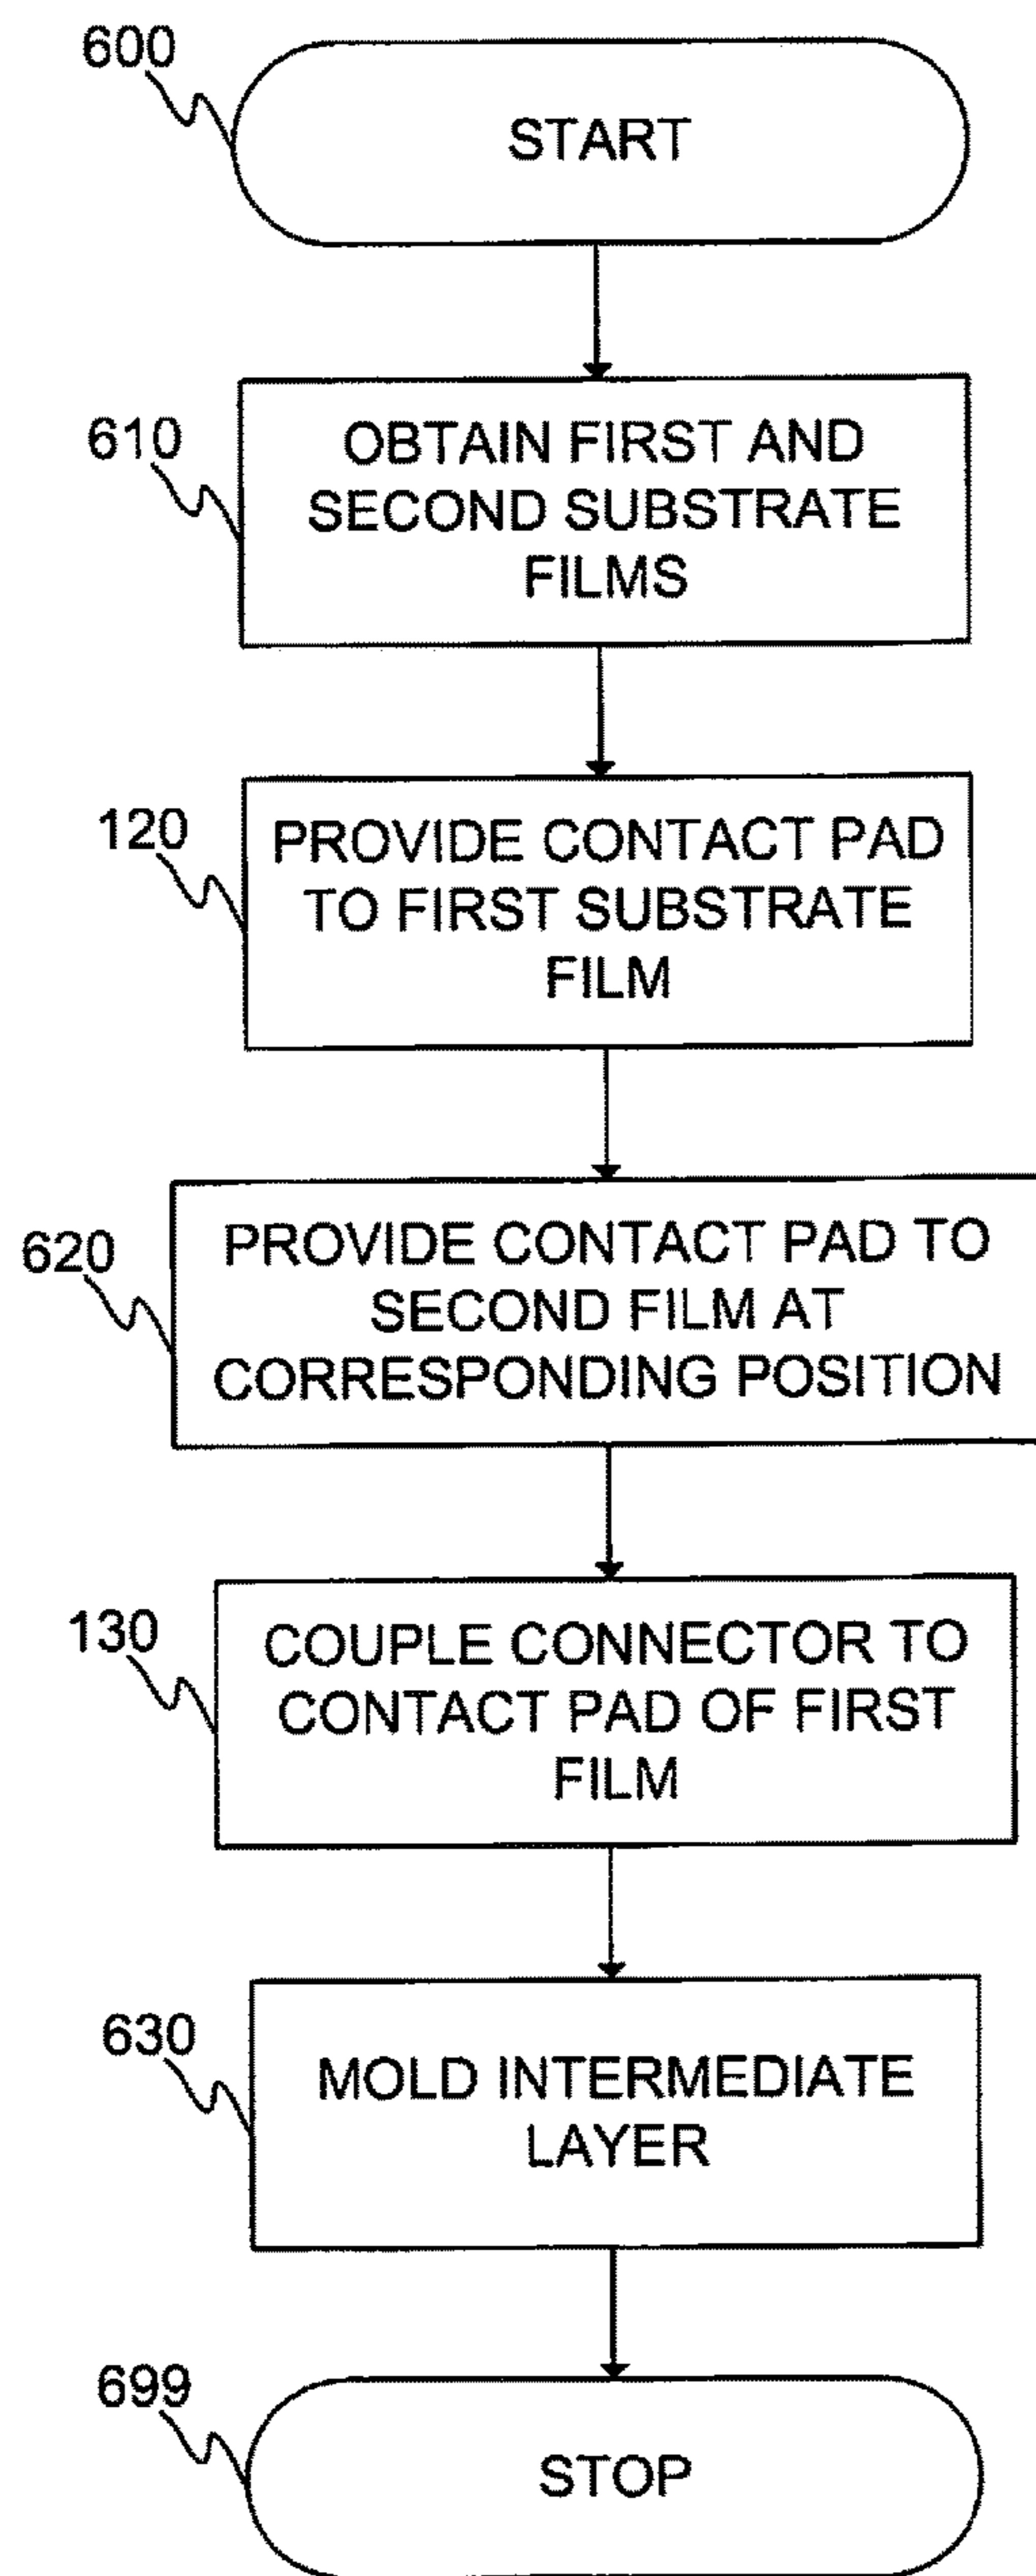 600
START
610
OBTAIN FIRST AND
SECOND SUBSTRATE
FILMS
120
PROVIDE CONTACT PAD
TO FIRST SUBSTRATE
FILM
620
PROVIDE CONTACT PAD TO
SECOND FILM AT
CORRESPONDING POSITION
130
COUPLE CONNECTOR TO
CONTACT PAD OF FIRST
FILM
630
MOLD INTERMEDIATE
LAYER
699
STOP